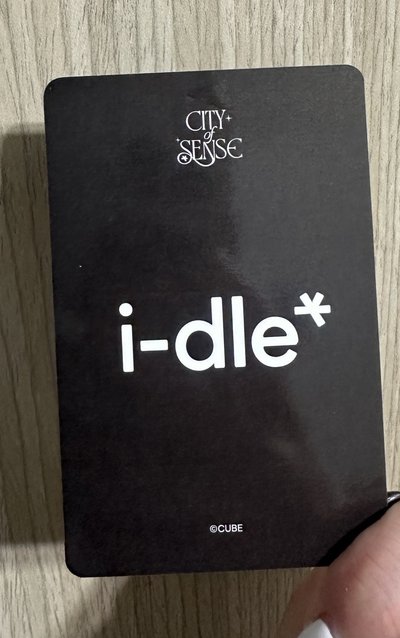 CITY
of
SENSE
i-dle*
©CUBE